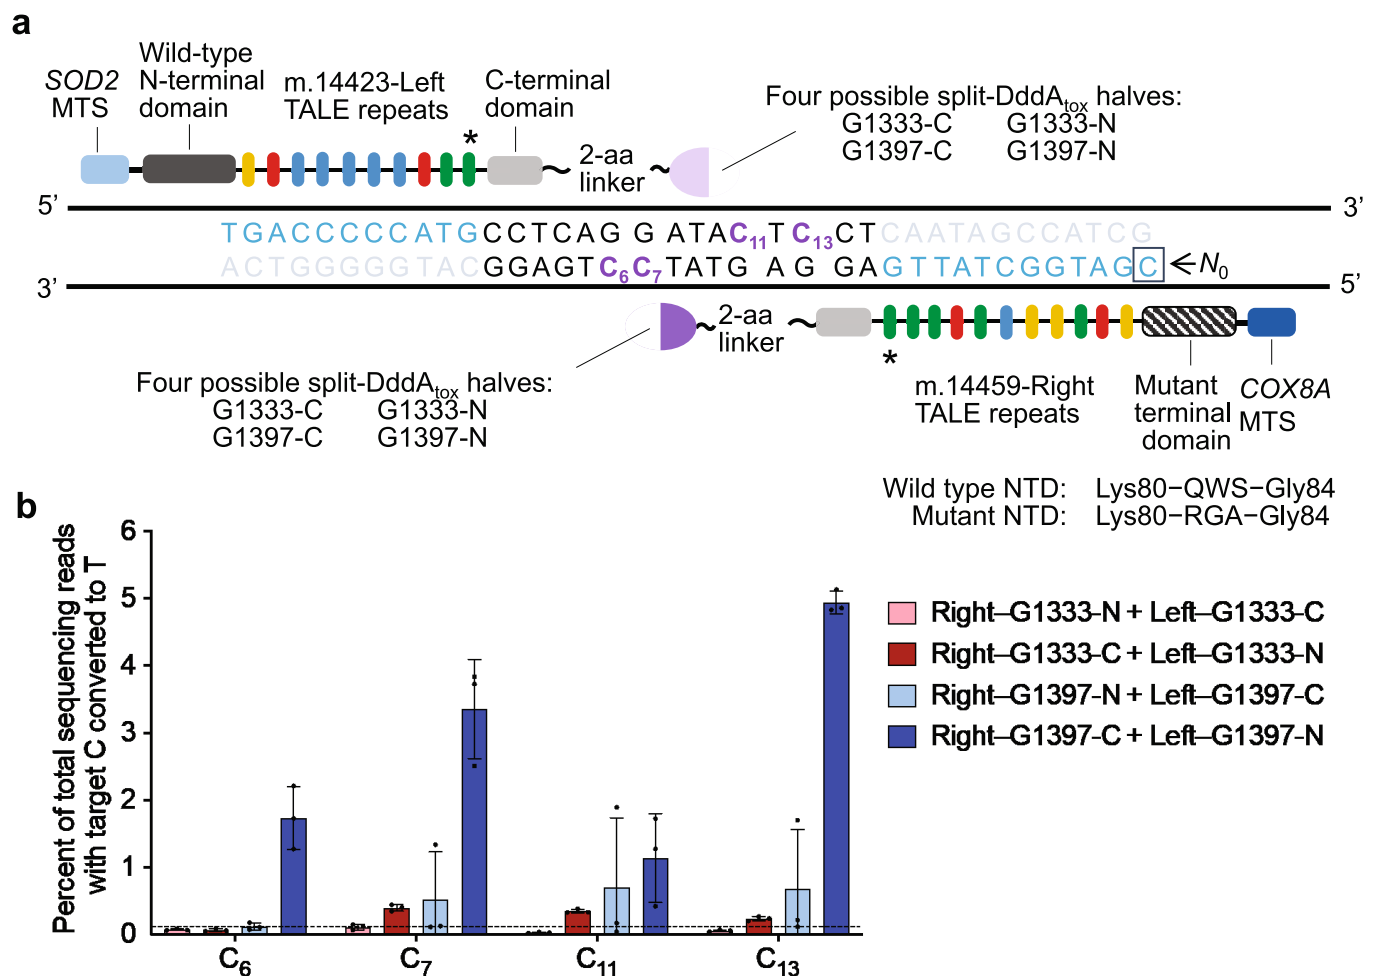 a
SOD2
MTS
Wild-type
N-terminal
domain
m.14423-Left
TALE repeats
*
C-terminal
domain
2-aa
linker
Four possible split-DddAtox halves:
G1333-C G1333-N
G1397-C G1397-N
5’ 3’
TGACCCCCATGCCTCAGGATAC11TC13CTCAATAGCCATCG
ACTGGGGGTACGGAGTC6C7TATGAGGAGTTATCGGTAGC
N0
3’ 5’
2-aa
linker
*
Four possible split-DddAtox halves:
G1333-C G1333-N
G1397-C G1397-N
m.14459-Right
TALE repeats
Mutant
terminal
domain
COX8A
MTS
Wild type NTD: Lys80−QWS−Gly84
Mutant NTD: Lys80−RGA−Gly84
b
Percent of total sequencing reads
with target C converted to T
6
5
4
3
2
1
0
C6 C7 C11 C13
Right–G1333-N + Left–G1333-C
Right–G1333-C + Left–G1333-N
Right–G1397-N + Left–G1397-C
Right–G1397-C + Left–G1397-N